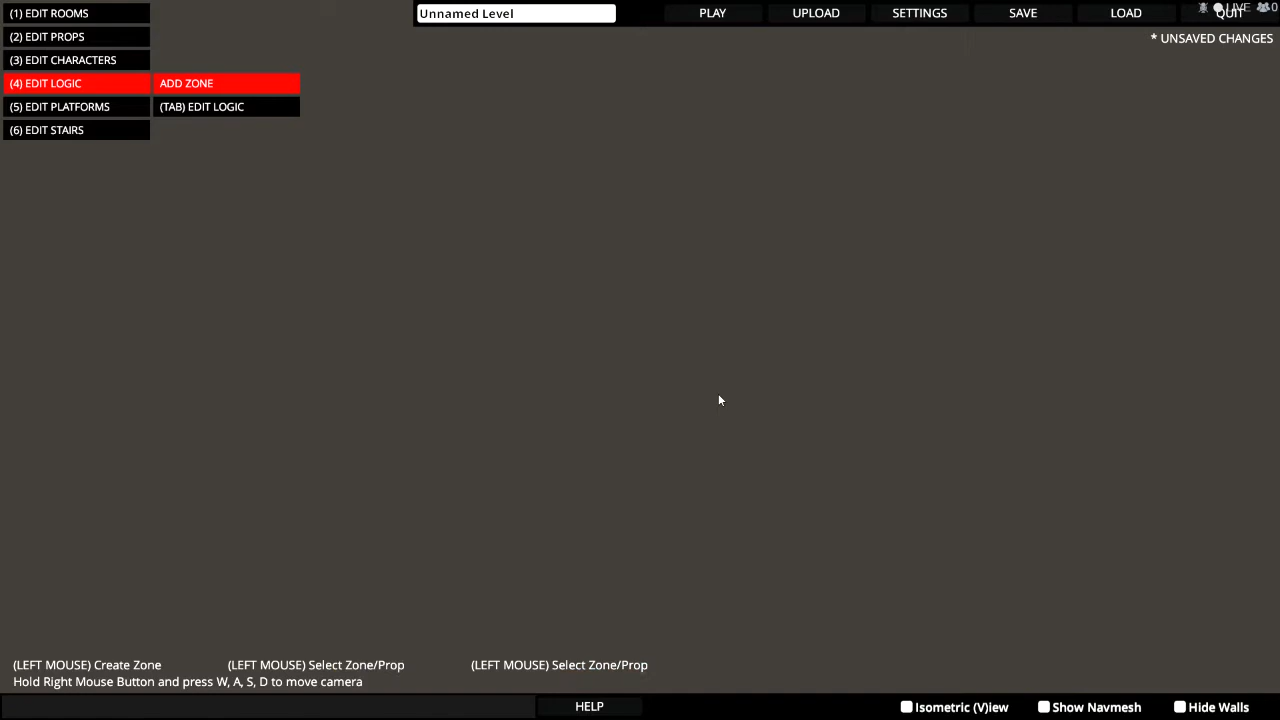 (1) EDIT ROOMS
Unnamed Level
PLAY
UPLOAD
SETTINGS
SAVE
LOAD
QUIT
(2) EDIT PROPS
* UNSAVED CHANGES
(3) EDIT CHARACTERS
(4) EDIT LOGIC
ADD ZONE
(5) EDIT PLATFORMS
(TAB) EDIT LOGIC
(6) EDIT STAIRS
(LEFT MOUSE) Create Zone
(LEFT MOUSE) Select Zone/Prop
(LEFT MOUSE) Select Zone/Prop
Hold Right Mouse Button and press W, A, S, D to move camera
HELP
Isometric (V)iew
Show Navmesh
Hide Walls